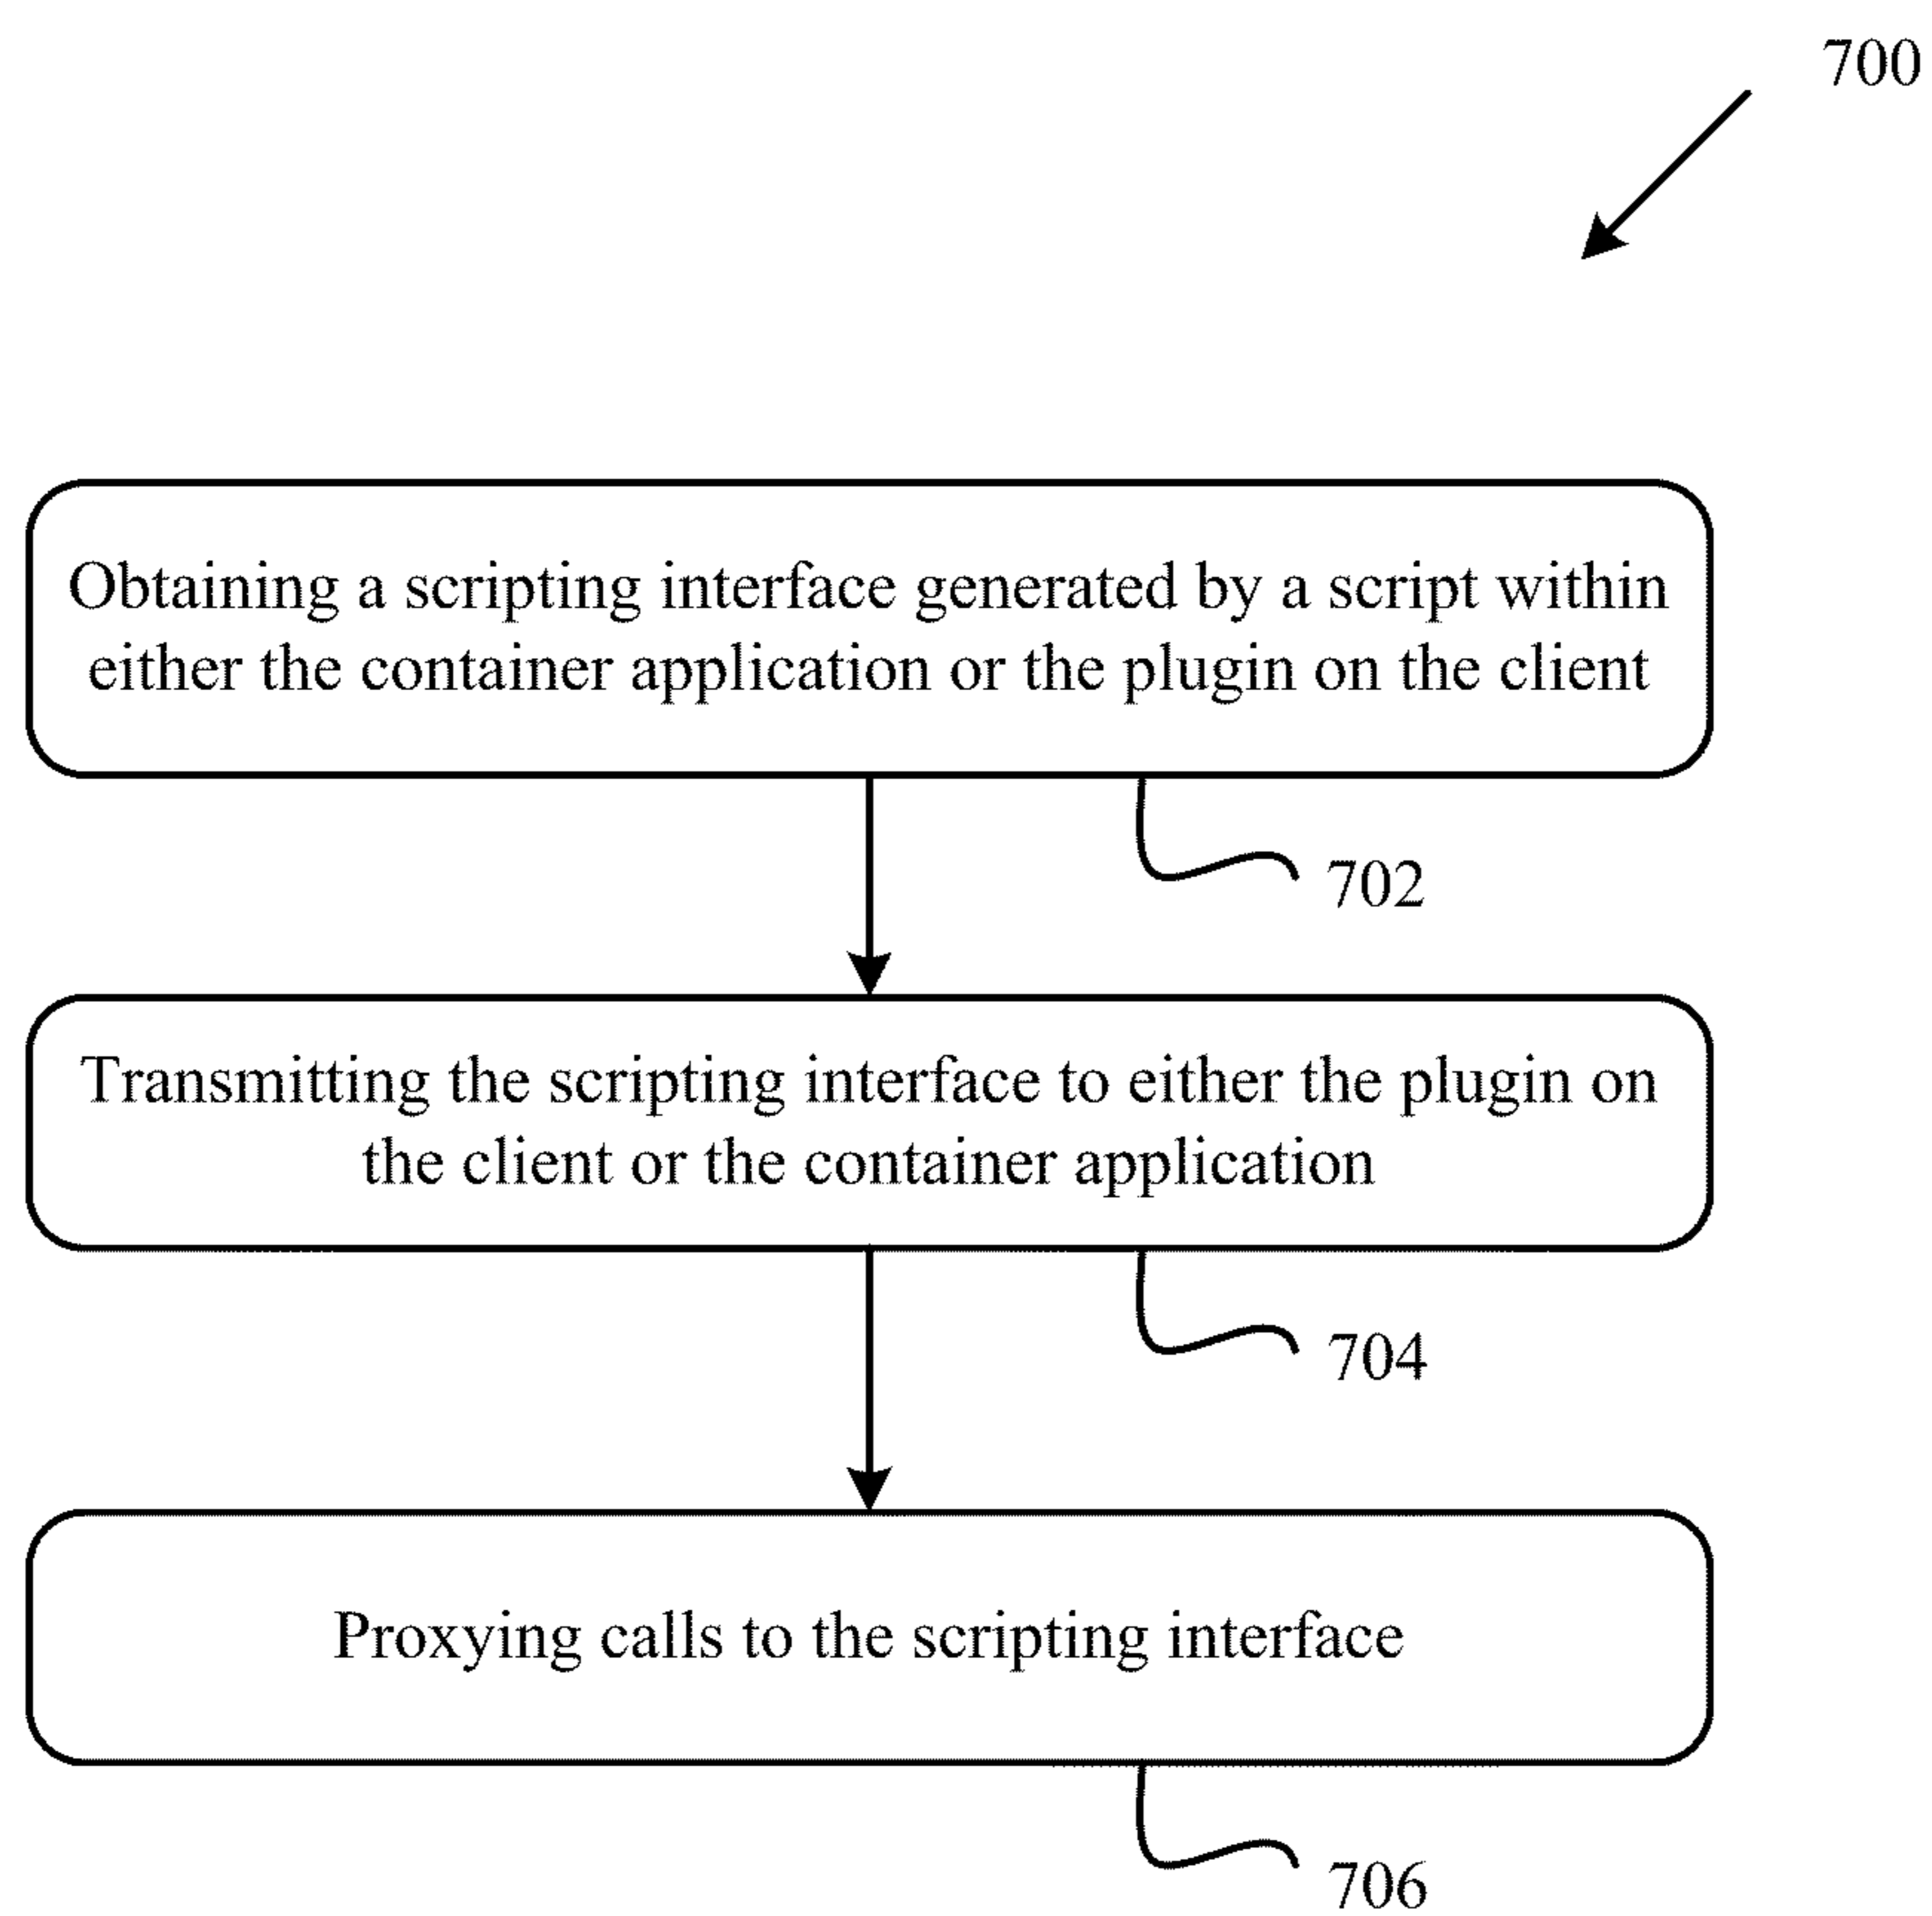 700
Obtaining a scripting interface generated by a script within
either the container application or the plugin on the client
702
Transmitting the scripting interface to either the plugin on
the client or the container application
704
Proxying calls to the scripting interface
706